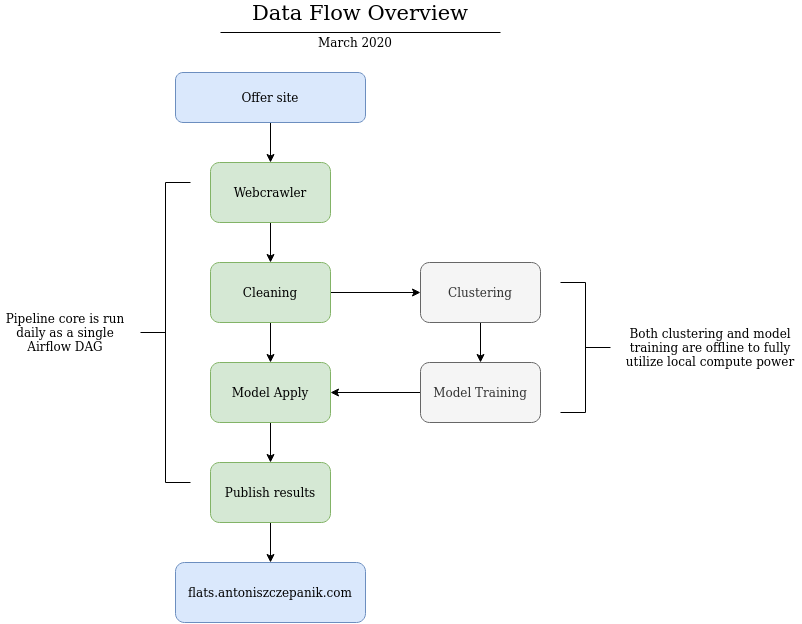 Data Flow Overview
March 2020
Offer site
Webcrawler
Cleaning
Clustering
Pipeline core is run
daily as a single
Airflow DAG
Both clustering and model
training are offline to fully
utilize local compute power
Model Apply
Model Training
Publish results
flats.antoniszczepanik.com